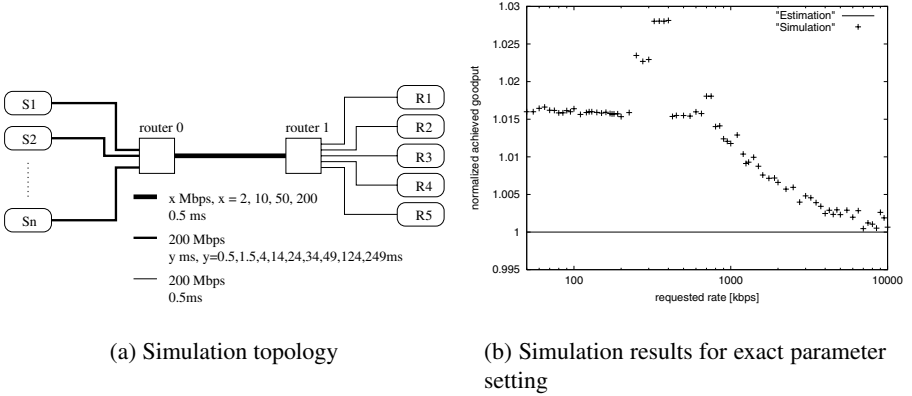 S1
S2
Sn
router 0
router 1
R1
R2
R3
R4
R5
x Mbps, x = 2, 10, 50, 200
0.5 ms
200 Mbps
y ms, y=0.5,1.5,4,14,24,34,49,124,249ms
200 Mbps
0.5ms
(a) Simulation topology
1.03
1.025
1.02
1.015
1.01
1.005
1
0.995
normalized achieved goodput
"Estimation"
"Simulation"
100
1000
10000
requested rate [kbps]
(b) Simulation results for exact parameter
setting